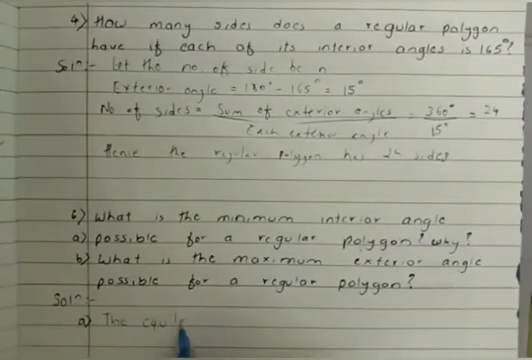 4) How many sides does a regular polygon
have if each of its interior angles is 165°?
Solⁿ:- Let the no of side be n
Exterior angle = 180° - 165° = 15°
No of sides = Sum of exterior angles / Each exterior angle = 360° / 15° = 24
Hence the regular polygon has 24 sides
6) What is the minimum interior angle
a) possible for a regular polygon? Why?
b) What is the maximum exterior angle
possible for a regular polygon?
Solⁿ:-
a) The equil